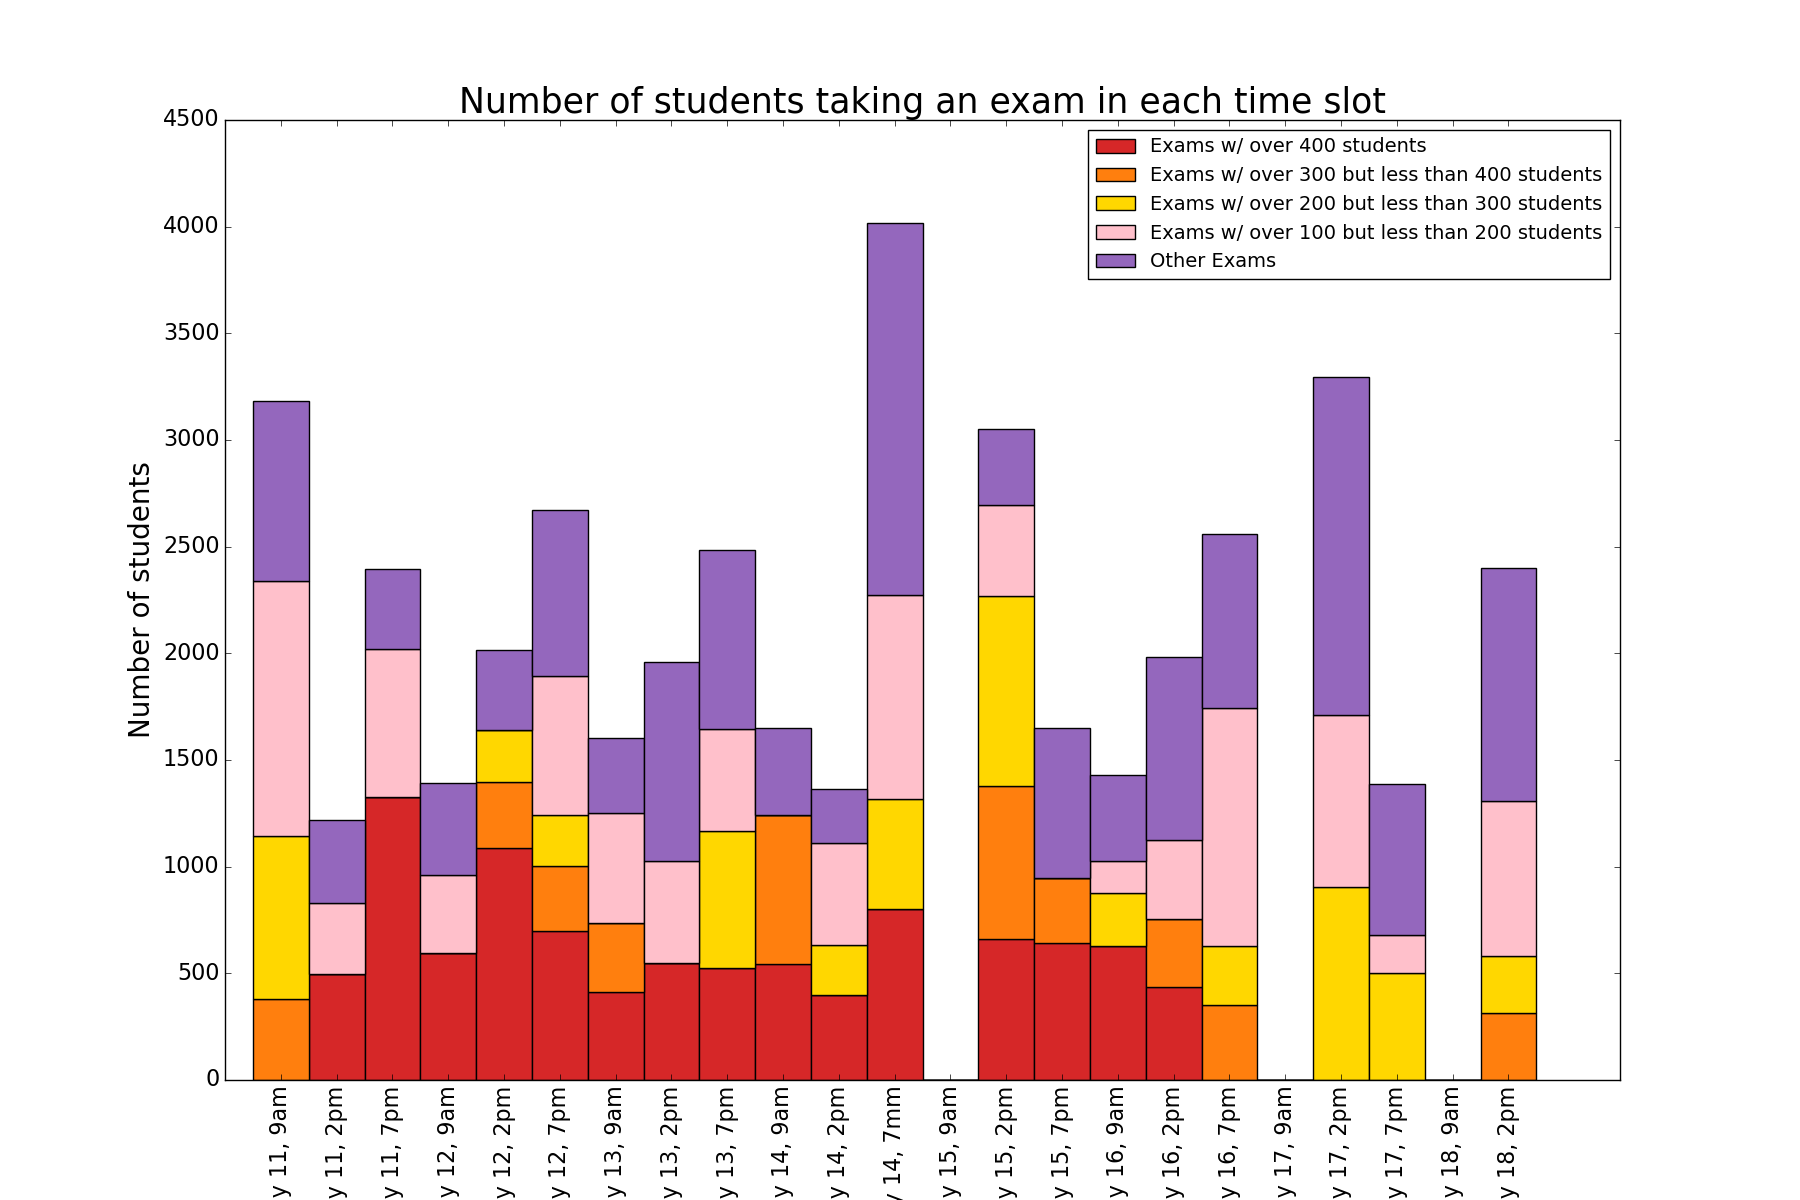 Number of students taking an exam in each time slot
4500
4000
3500
3000
2500
2000
1500
1000
500
0
Number of students
Exams w/ over 400 students
Exams w/ over 300 but less than 400 students
Exams w/ over 200 but less than 300 students
Exams w/ over 100 but less than 200 students
Other Exams
y 11, 9am
y 11, 2pm
y 11, 7pm
y 12, 9am
y 12, 2pm
y 12, 7pm
y 13, 9am
y 13, 2pm
y 13, 7pm
y 14, 9am
y 14, 2pm
y 14, 7mm
y 15, 9am
y 15, 2pm
y 15, 7pm
y 16, 9am
y 16, 2pm
y 16, 7pm
y 17, 9am
y 17, 2pm
y 17, 7pm
y 18, 9am
y 18, 2pm